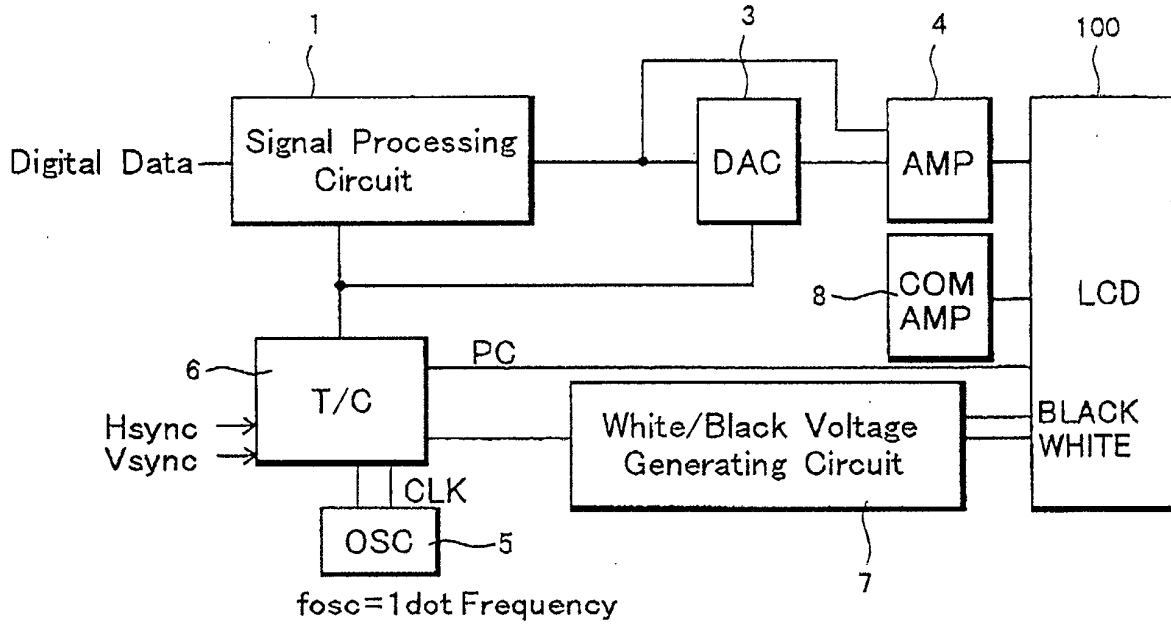 1
3
4
100
Digital Data
Signal Processing
Circuit
DAC
AMP
8
COM
AMP
LCD
6
T/C
PC
Hsync
Vsync
White/Black Voltage
Generating Circuit
BLACK
WHITE
CLK
OSC
5
7
fosc=1dot Frequency